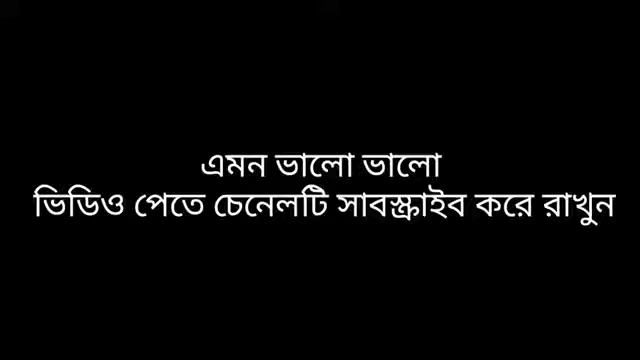 এমন ভালো ভালো
ভিডিও পেতে চেনেলটি সাবস্ক্রাইব করে রাখুন